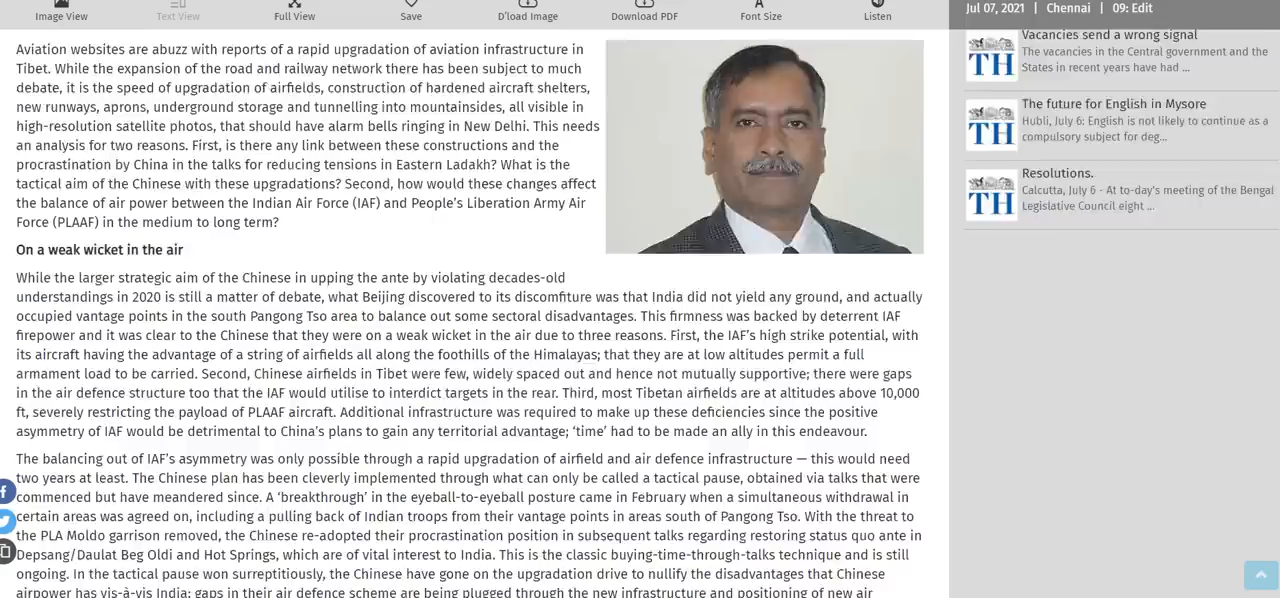 Image View
Text View
Full View
Save
D'load Image
Download PDF
Font Size
Listen
Jul 07, 2021 | Chennai | 09: Edit
Aviation websites are abuzz with reports of a rapid upgradation of aviation infrastructure in
Tibet. While the expansion of the road and railway network there has been subject to much
debate, it is the speed of upgradation of airfields, construction of hardened aircraft shelters,
new runways, aprons, underground storage and tunnelling into mountainsides, all visible in
high-resolution satellite photos, that should have alarm bells ringing in New Delhi. This needs
an analysis for two reasons. First, is there any link between these constructions and the
procrastination by China in the talks for reducing tensions in Eastern Ladakh? What is the
tactical aim of the Chinese with these upgradations? Second, how would these changes affect
the balance of air power between the Indian Air Force (IAF) and People's Liberation Army Air
Force (PLAAF) in the medium to long term?
On a weak wicket in the air
While the larger strategic aim of the Chinese in upping the ante by violating decades-old
understandings in 2020 is still a matter of debate, what Beijing discovered to its discomfiture was that India did not yield any ground, and actually
occupied vantage points in the south Pangong Tso area to balance out some sectoral disadvantages. This firmness was backed by deterrent IAF
firepower and it was clear to the Chinese that they were on a weak wicket in the air due to three reasons. First, the IAF's high strike potential, with
its aircraft having the advantage of a string of airfields all along the foothills of the Himalayas; that they are at low altitudes permit a full
armament load to be carried. Second, Chinese airfields in Tibet were few, widely spaced out and hence not mutually supportive; there were gaps
in the air defence structure too that the IAF would utilise to interdict targets in the rear. Third, most Tibetan airfields are at altitudes above 10,000
ft, severely restricting the payload of PLAAF aircraft. Additional infrastructure was required to make up these deficiencies since the positive
asymmetry of IAF would be detrimental to China's plans to gain any territorial advantage; 'time' had to be made an ally in this endeavour.
The balancing out of IAF's asymmetry was only possible through a rapid upgradation of airfield and air defence infrastructure — this would need
two years at least. The Chinese plan has been cleverly implemented through what can only be called a tactical pause, obtained via talks that were
commenced but have meandered since. A 'breakthrough' in the eyeball-to-eyeball posture came in February when a simultaneous withdrawal in
certain areas was agreed on, including a pulling back of Indian troops from their vantage points in areas south of Pangong Tso. With the threat to
the PLA Moldo garrison removed, the Chinese re-adopted their procrastination position in subsequent talks regarding restoring status quo ante in
Depsang/Daulat Beg Oldi and Hot Springs, which are of vital interest to India. This is the classic buying-time-through-talks technique and is still
ongoing. In the tactical pause won surreptitiously, the Chinese have gone on the upgradation drive to nullify the disadvantages that Chinese
airpower has vis-à-vis India; gaps in their air defence scheme are being plugged through the new infrastructure and positioning of new air
TH
Vacancies send a wrong signal
The vacancies in the Central government and the
States in recent years have had ...
TH
The future for English in Mysore
Hubli, July 6: English is not likely to continue as a
compulsory subject for deg...
TH
Resolutions.
Calcutta, July 6 - At to-day's meeting of the Bengal
Legislative Council eight ...